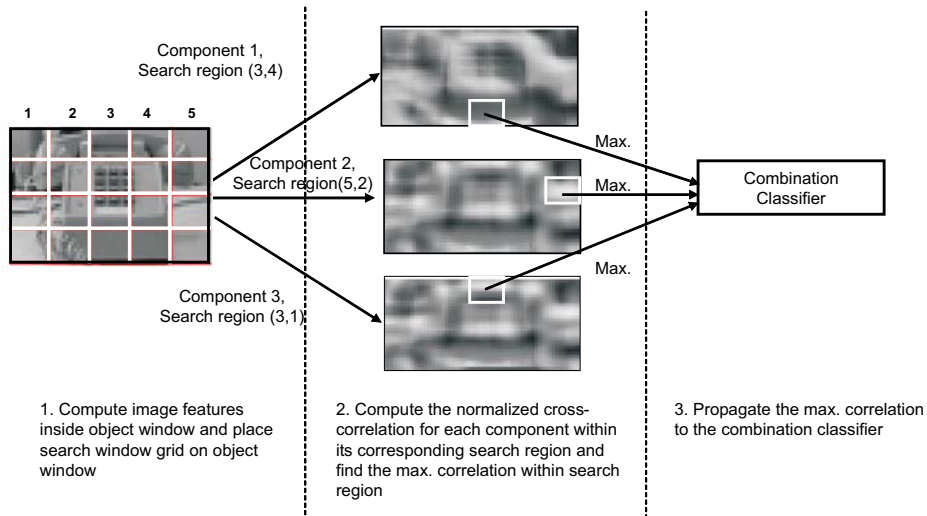 Component 1,
Search region (3,4)
1 2 3 4 5
Component 2,
Search region(5,2)
Component 3,
Search region (3,1)
Max.
Max.
Max.
Combination
Classifier
1. Compute image features
inside object window and place
search window grid on object
window
2. Compute the normalized cross-
correlation for each component within
its corresponding search region and
find the max. correlation within search
region
3. Propagate the max. correlation
to the combination classifier